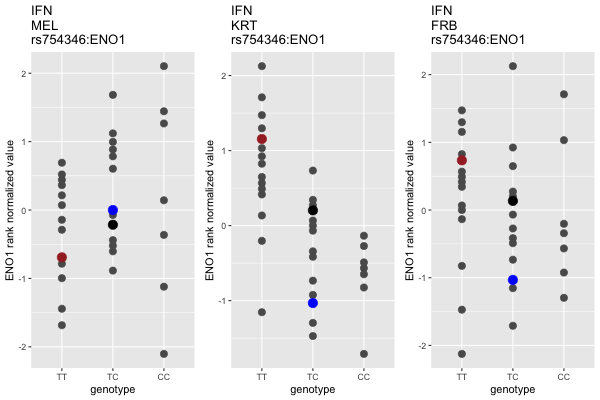 IFN
MEL
rs754346:ENO1
ENO1 rank normalized value
2
1
0
-1
-2
TT
TC
CC
genotype
IFN
KRT
rs754346:ENO1
ENO1 rank normalized value
2
1
0
-1
TT
TC
CC
genotype
IFN
FRB
rs754346:ENO1
ENO1 rank normalized value
2
1
0
-1
-2
TT
TC
CC
genotype